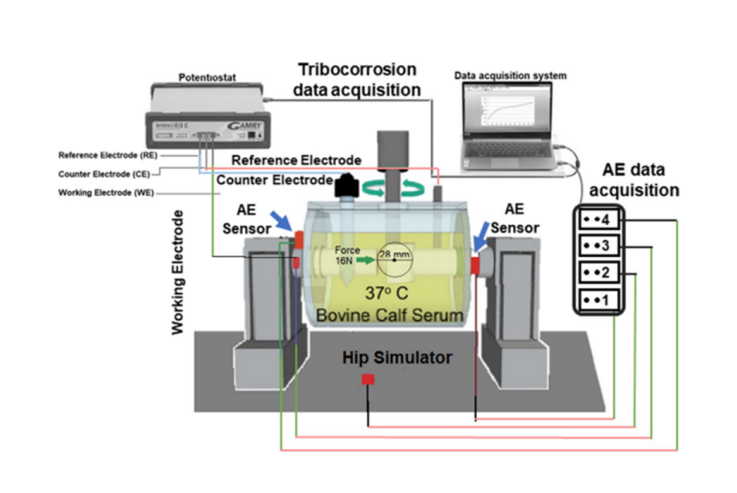 Potentiostat
Tribocorrosion
data acquisition
Data acquisition system
GAMRY
Reference Electrode (RE)
Counter Electrode (CE)
Working Electrode (WE)
Reference Electrode
Counter Electrode
AE data
acquisition
AE
Sensor
AE
Sensor
4
3
2
1
Working Electrode
Force
16N
28 mm
37° C
Bovine Calf Serum
Hip Simulator